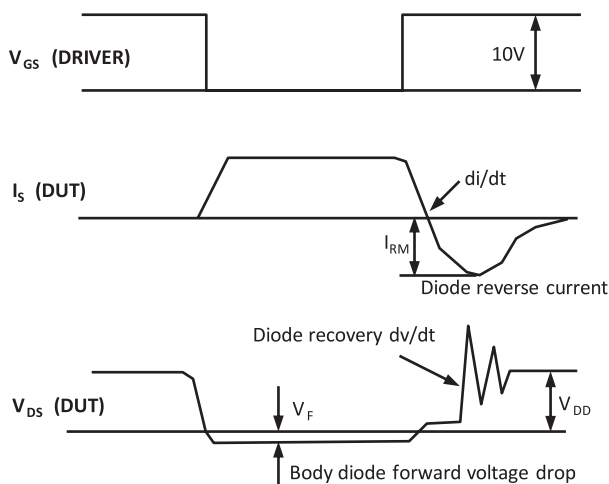 V_GS (DRIVER)
10V
I_S (DUT)
di/dt
I_RM
Diode reverse current
Diode recovery dv/dt
V_DS (DUT)
V_F
V_DD
Body diode forward voltage drop